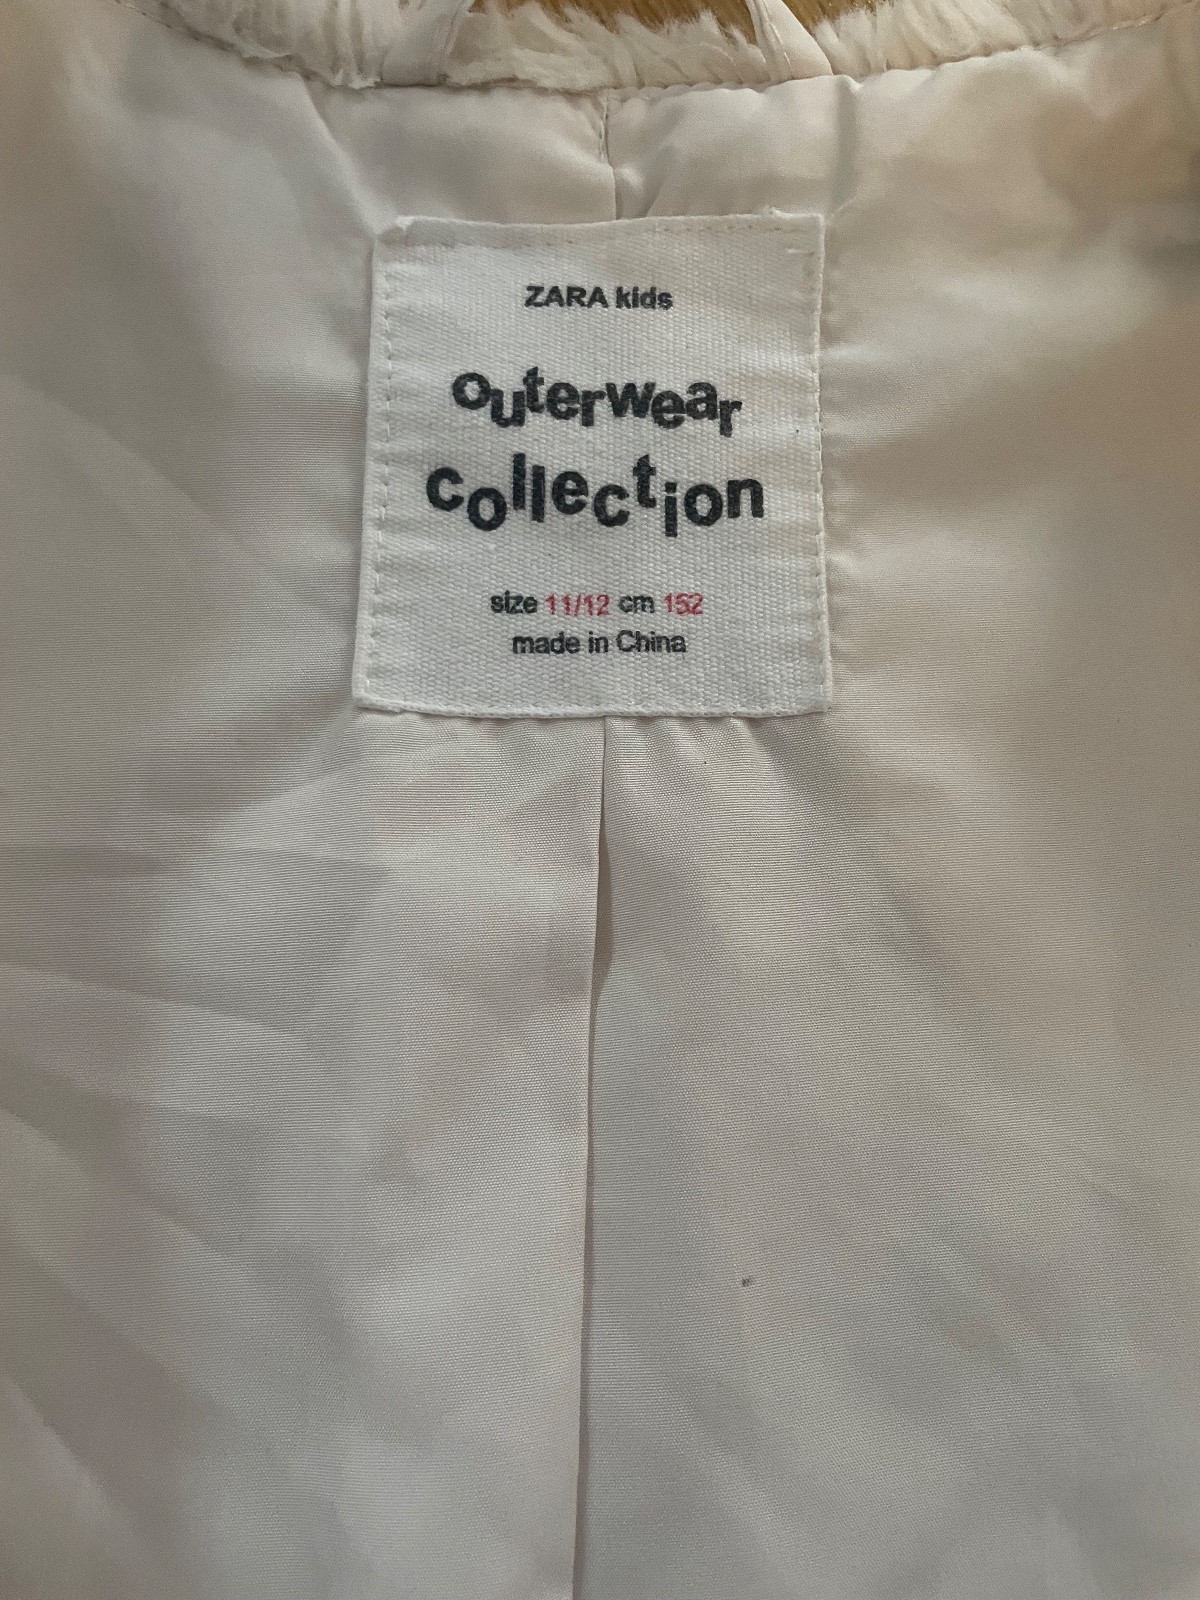 ZARA kids
outerwear
collection
size 11/12 cm 152
made in China